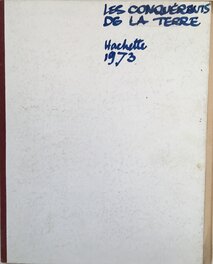 LES CONQUÉRANTS
DE LA TERRE
Hachette
1973